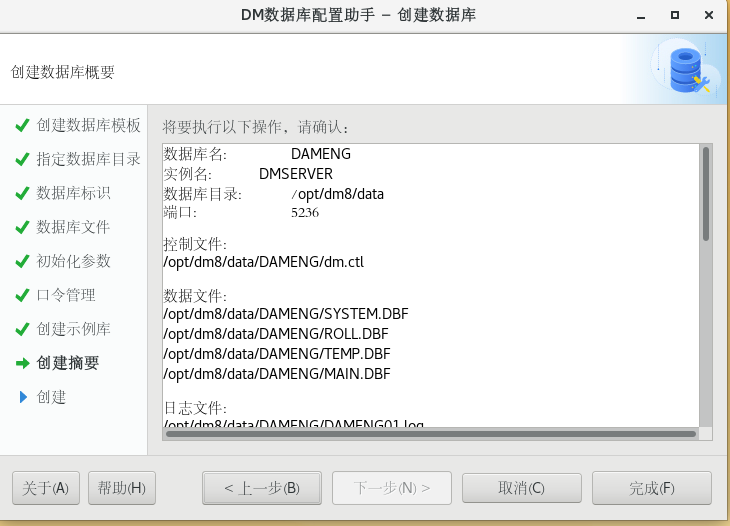 DM数据库配置助手 – 创建数据库
创建数据库概要
创建数据库模板
指定数据库目录
数据库标识
数据库文件
初始化参数
口令管理
创建示例库
创建摘要
创建
将要执行以下操作，请确认：
数据库名: DAMENG
实例名: DMSERVER
数据库目录: /opt/dm8/data
端口: 5236
控制文件:
/opt/dm8/data/DAMENG/dm.ctl
数据文件:
/opt/dm8/data/DAMENG/SYSTEM.DBF
/opt/dm8/data/DAMENG/ROLL.DBF
/opt/dm8/data/DAMENG/TEMP.DBF
/opt/dm8/data/DAMENG/MAIN.DBF
日志文件:
/opt/dm8/data/DAMENG/DAMENG01.log
关于(A) 帮助(H) < 上一步(B) 下一步(N) > 取消(C) 完成(F)